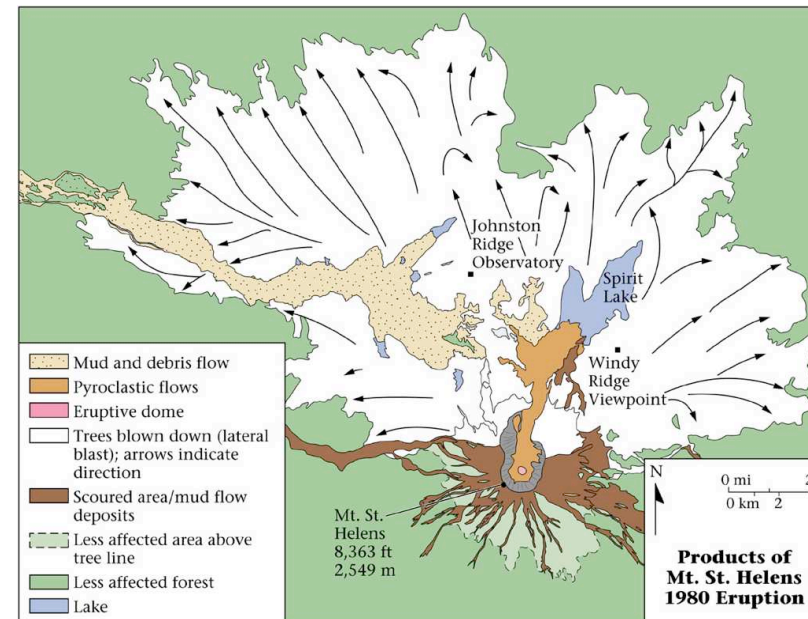 Johnston
Ridge
Observatory
Spirit
Lake
Windy
Ridge
Viewpoint
Mt. St.
Helens
8,363 ft
2,549 m
Mud and debris flow
Pyroclastic flows
Eruptive dome
Trees blown down (lateral
blast); arrows indicate
direction
Scoured area/mud flow
deposits
Less affected area above
tree line
Less affected forest
Lake
N
0 mi 2
0 km 2
Products of
Mt. St. Helens
1980 Eruption